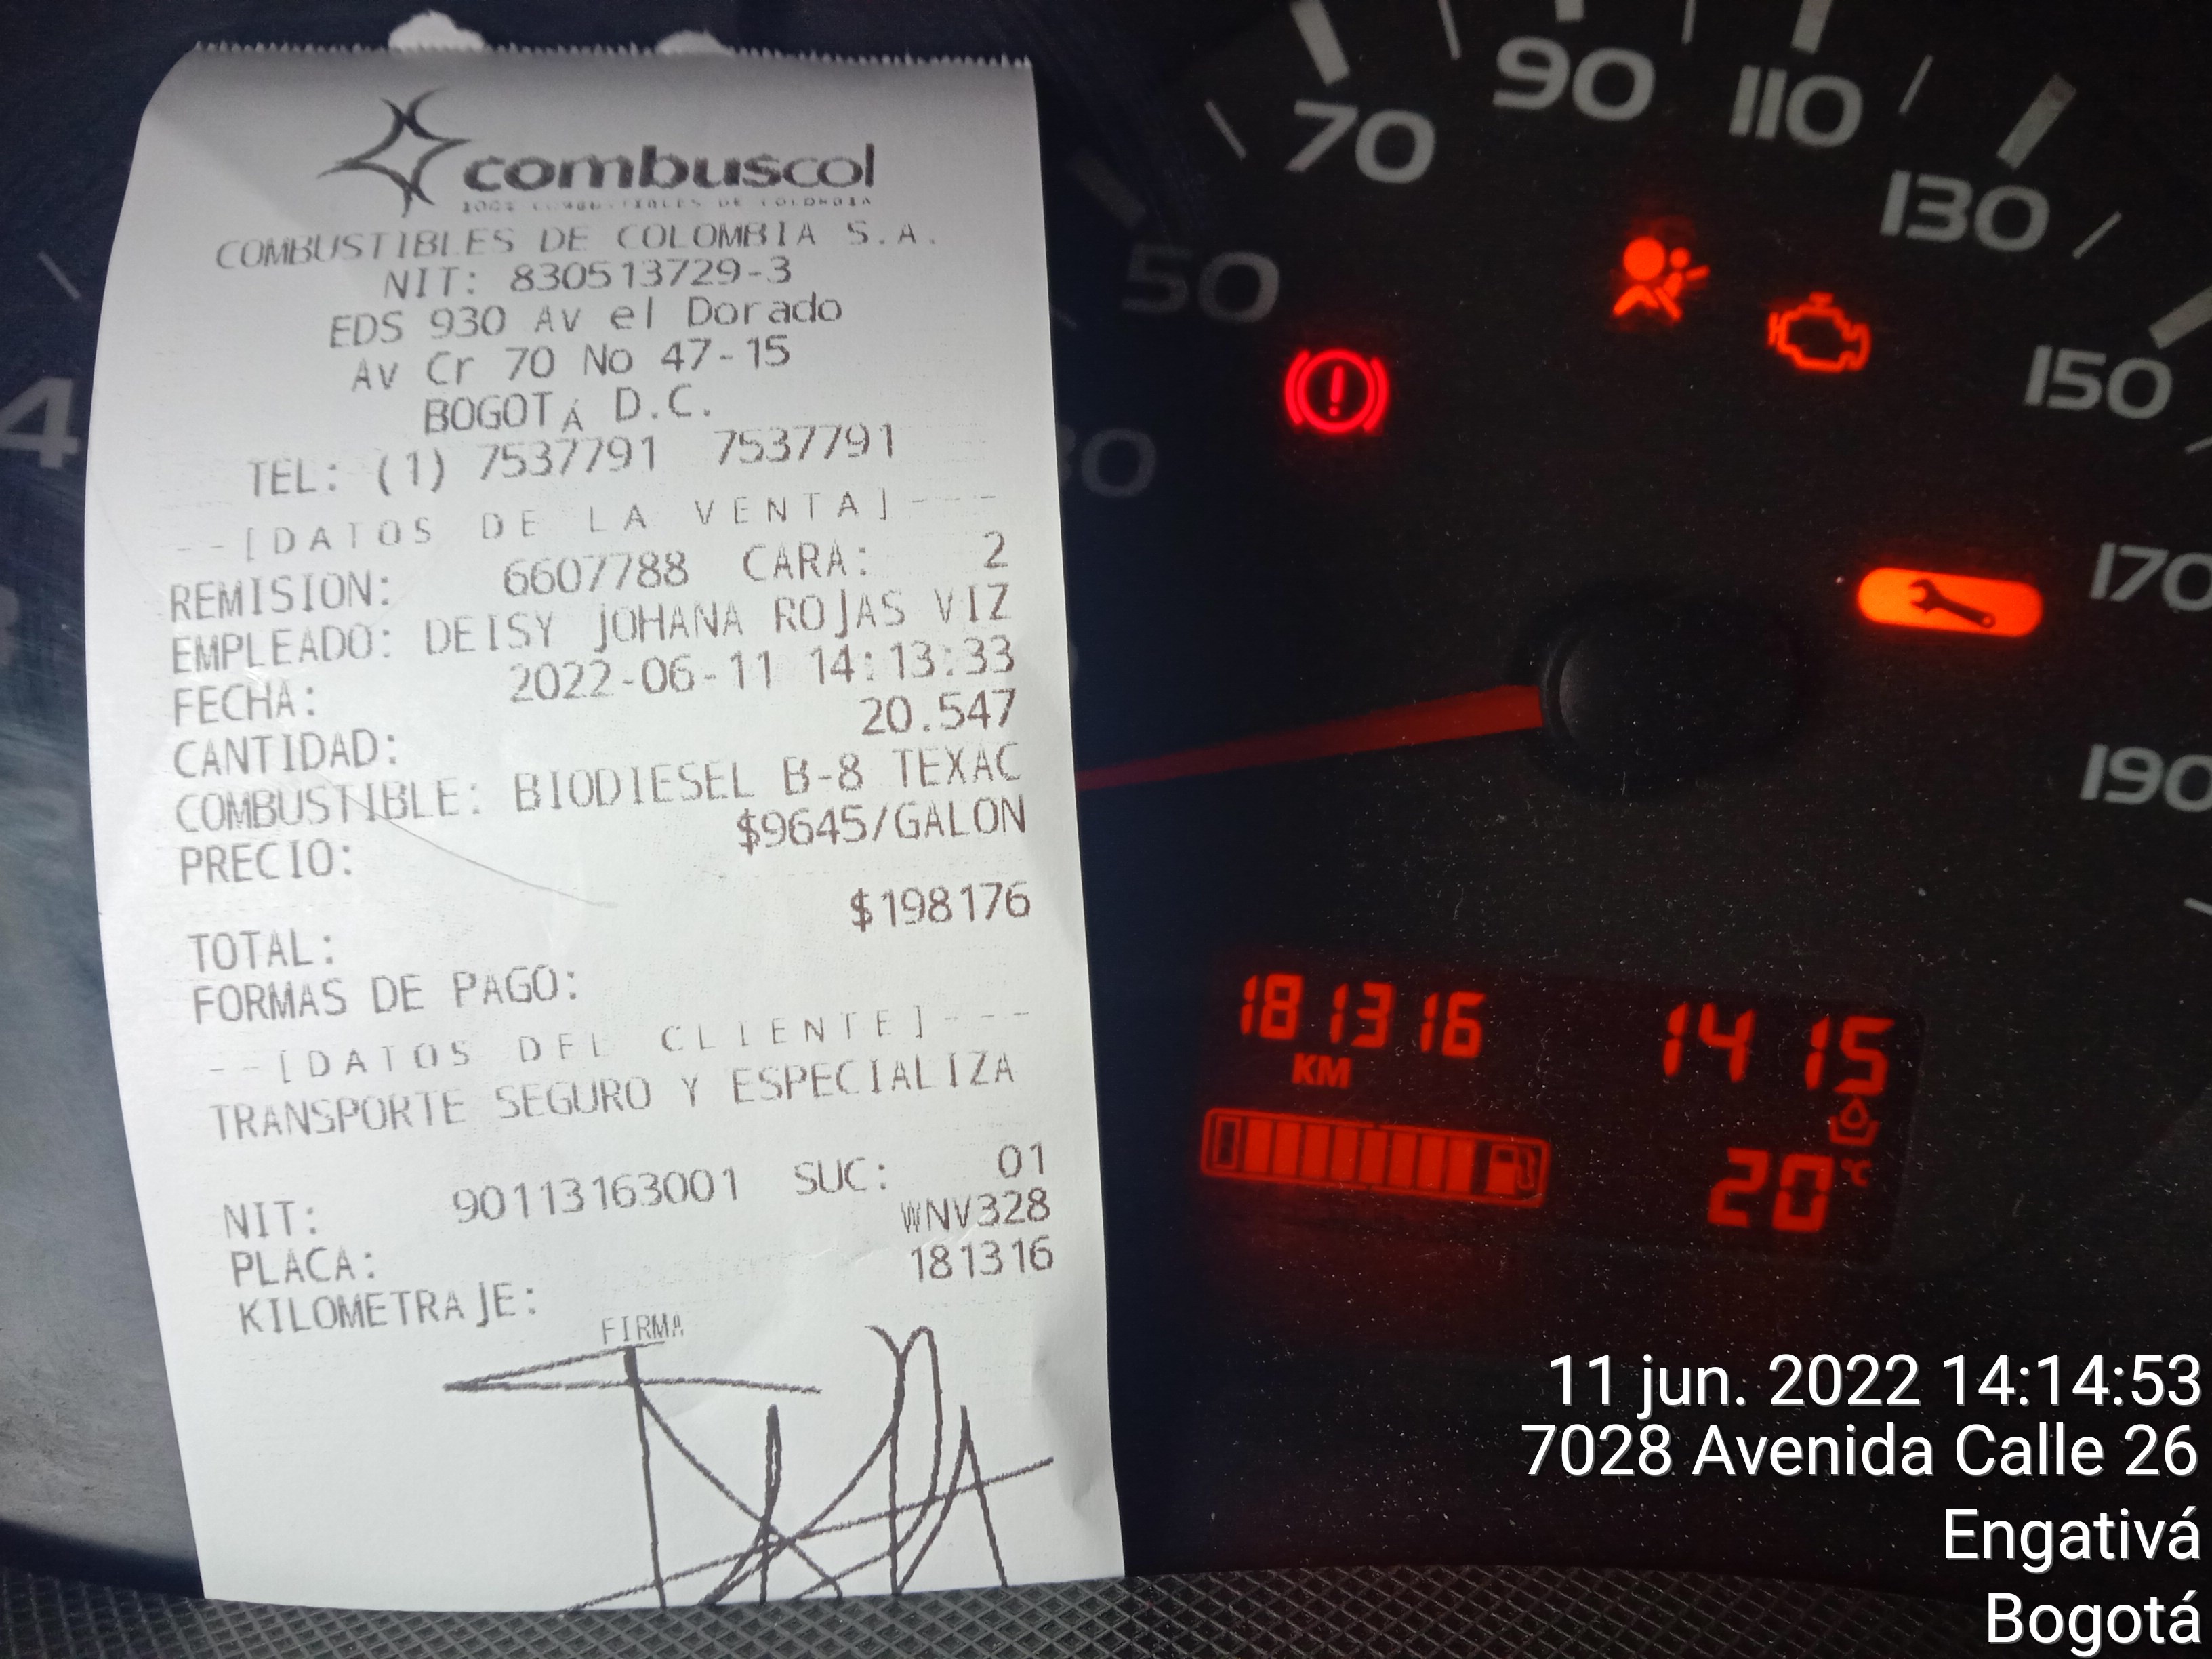 combuscol
COMBUSTIBLES DE COLOMBIA S.A.
NIT: 830513729-3
EDS 930 Av el Dorado
Av Cr 70 No 47-15
BOGOTÁ D.C.
TEL: (1) 7537791 7537791
--[DATOS DE LA VENTA]---
REMISION: 6607788 CARA: 2
EMPLEADO: DEISY JOHANA ROJAS VIZ
FECHA: 2022-06-11 14:13:33
CANTIDAD: 20.547
COMBUSTIBLE: BIODIESEL B-8 TEXAC
PRECIO: $9645/GALON
TOTAL: $198176
FORMAS DE PAGO:
--[DATOS DEL CLIENTE]---
TRANSPORTE SEGURO Y ESPECIALIZA
NIT: 90113163001 SUC: 01
PLACA: WNV328
KILOMETRAJE: 181316
FIRMA
4
50
70
90
110
130
150
170
190
181316 KM
14 15
20 °C
11 jun. 2022 14:14:53
7028 Avenida Calle 26
Engativá
Bogotá